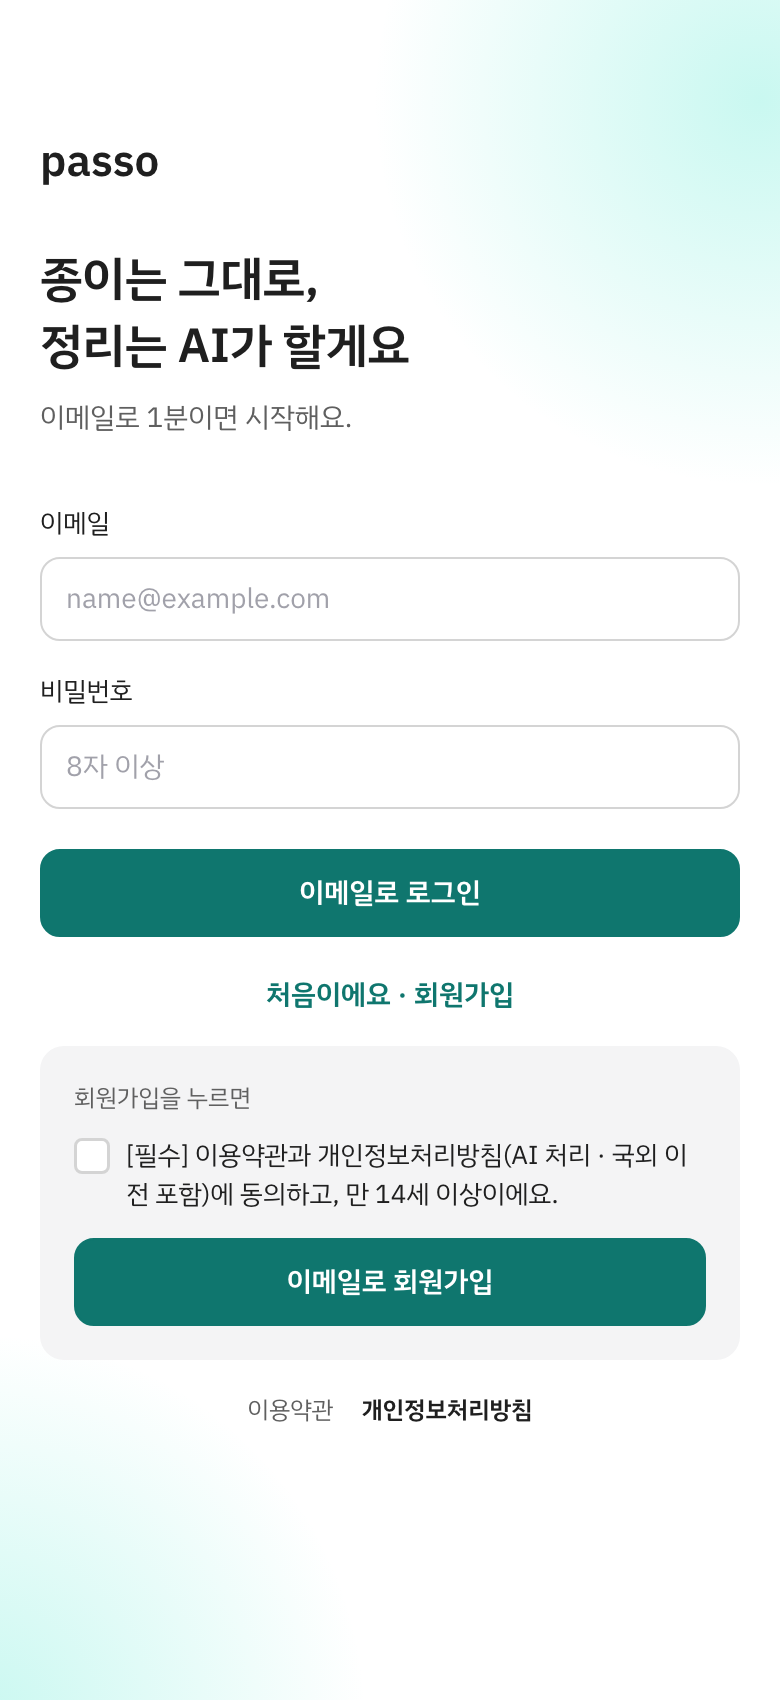 passo
종이는 그대로,
정리는 AI가 할게요
이메일로 1분이면 시작해요.
이메일
name@example.com
비밀번호
8자 이상
이메일로 로그인
처음이에요 · 회원가입
회원가입을 누르면
[필수] 이용약관과 개인정보처리방침(AI 처리 · 국외 이
전 포함)에 동의하고, 만 14세 이상이에요.
이메일로 회원가입
이용약관 개인정보처리방침